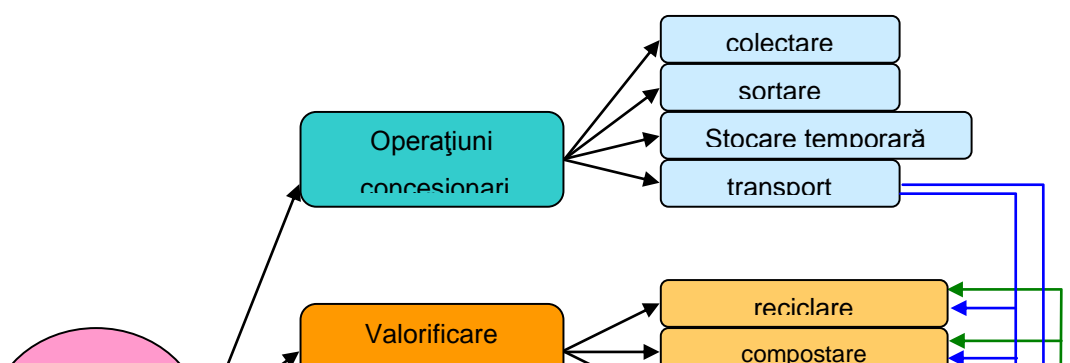 colectare
sortare
Operaţiuni
concesionari
Stocare temporară
transport
reciclare
Valorificare
compostare